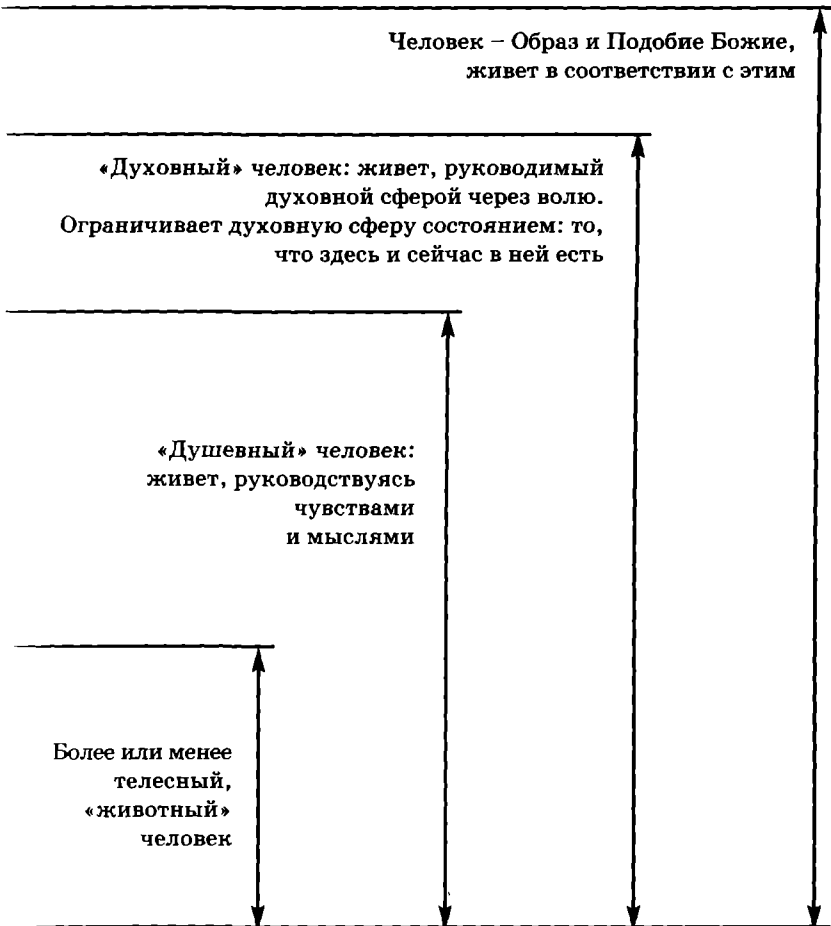 Человек – Образ и Подобие Божие,
живет в соответствии с этим
«Духовный» человек: живет, руководимый
духовной сферой через волю.
Ограничивает духовную сферу состоянием: то,
что здесь и сейчас в ней есть
«Душевный» человек:
живет, руководствуясь
чувствами
и мыслями
Более или менее
телесный,
«животный»
человек